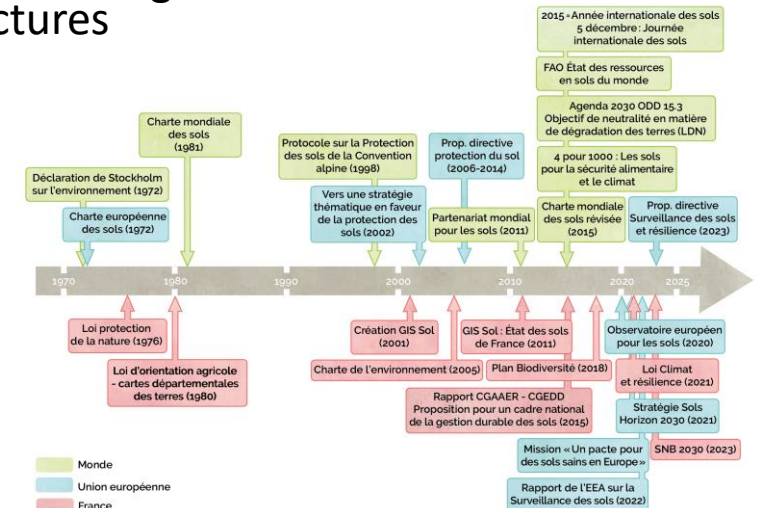 ctures
2015 = Année internationale des sols
5 décembre : Journée
internationale des sols
FAO État des ressources
en sols du monde
Agenda 2030 ODD 15.3
Objectif de neutralité en matière
de dégradation des terres (LDN)
4 pour 1000 : Les sols
pour la sécurité alimentaire
et le climat
Charte mondiale
des sols révisée
(2015)
Charte mondiale
des sols
(1981)
Déclaration de Stockholm
sur l'environnement (1972)
Charte européenne
des sols (1972)
Protocole sur la Protection
des sols de la Convention
alpine (1998)
Vers une stratégie
thématique en faveur
de la protection des
sols (2002)
Prop. directive
protection du sol
(2006-2014)
Partenariat mondial
pour les sols (2011)
Prop. directive
Surveillance des sols
et résilience (2023)
1970
1980
1990
2000
2010
2020
2025
Loi protection
de la nature (1976)
Loi d'orientation agricole
- cartes départementales
des terres (1980)
Création GIS Sol
(2001)
Charte de l'environnement (2005)
GIS Sol : État des sols
de France (2011)
Plan Biodiversité (2018)
Rapport CGAAER - CGEDD
Proposition pour un cadre national
de la gestion durable des sols (2015)
Observatoire européen
pour les sols (2020)
Loi Climat
et résilience (2021)
Stratégie Sols
Horizon 2030 (2021)
Mission « Un pacte pour
des sols sains en Europe »
SNB 2030 (2023)
Rapport de l'EEA sur la
Surveillance des sols (2022)
Monde
Union européenne
France